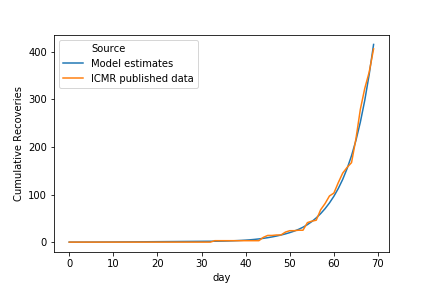 Source
Model estimates
ICMR published data
Cumulative Recoveries
400
300
200
100
0
0 10 20 30 40 50 60 70
day